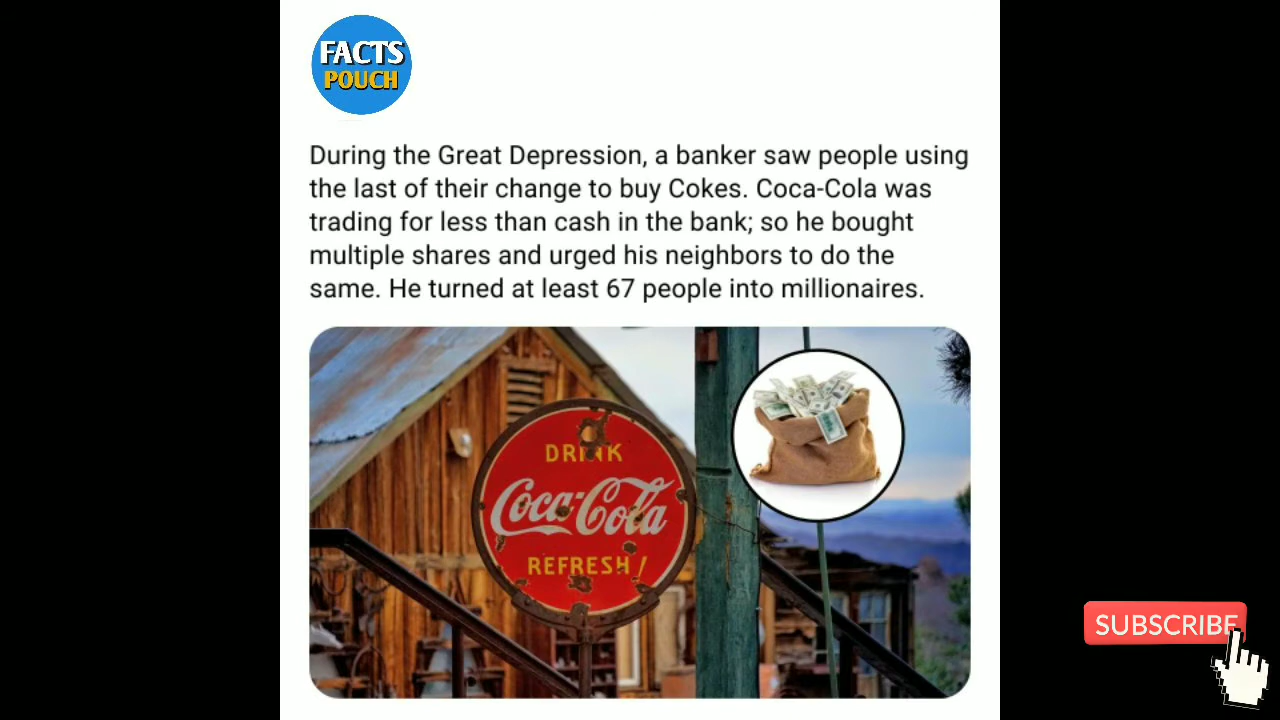 FACTS
POUCH
During the Great Depression, a banker saw people using
the last of their change to buy Cokes. Coca-Cola was
trading for less than cash in the bank; so he bought
multiple shares and urged his neighbors to do the
same. He turned at least 67 people into millionaires.
DRINK
Coca-Cola
REFRESH!
SUBSCRIBE